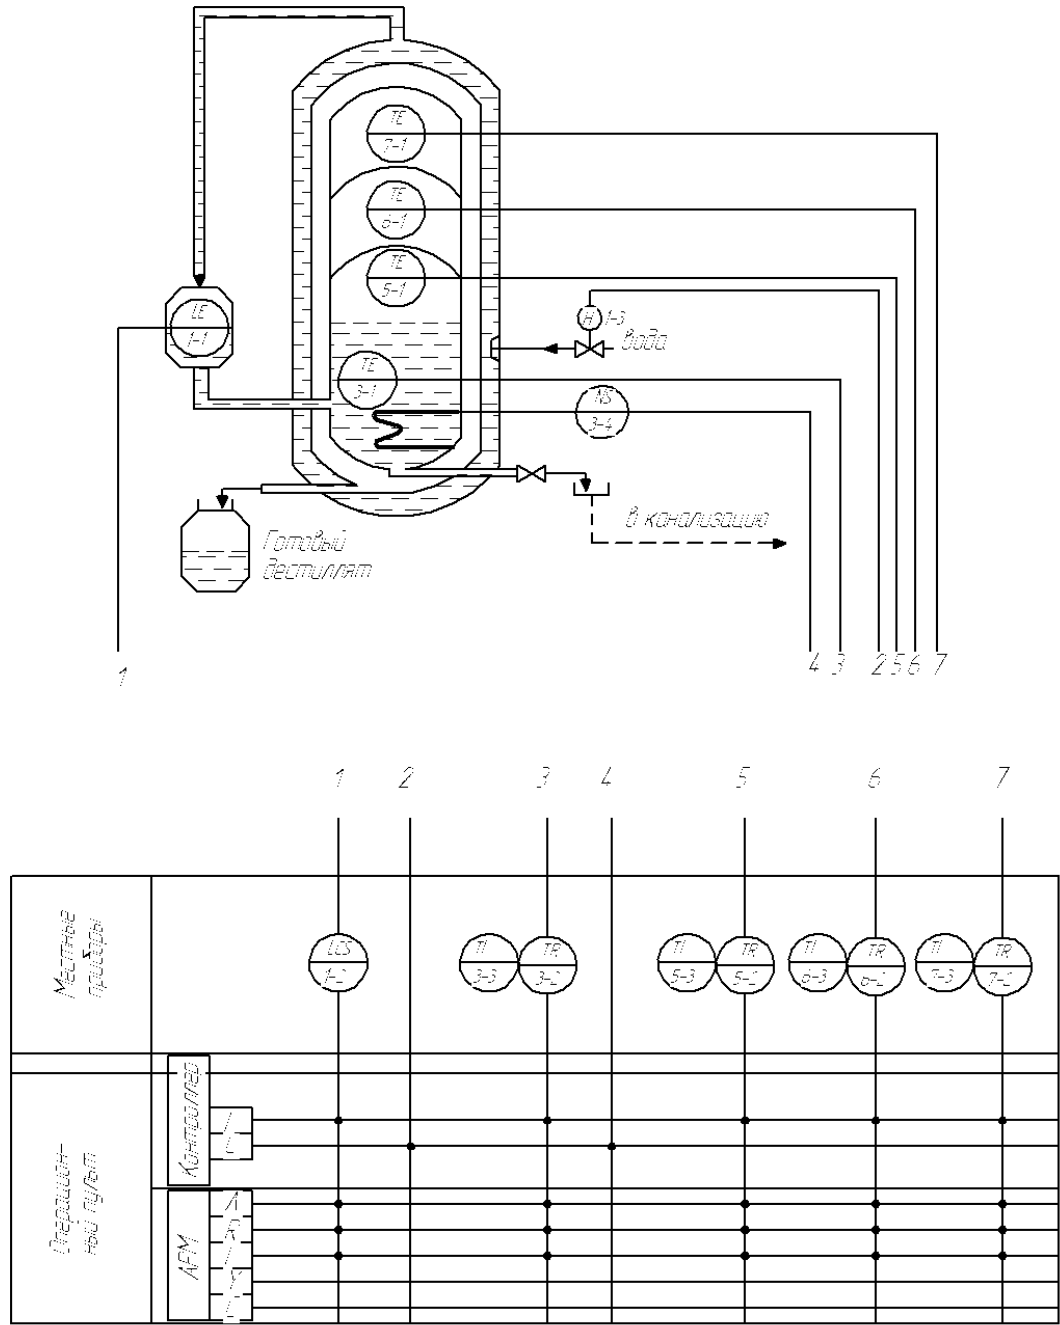 TE
7-1
TE
6-1
TE
5-1
LE
1-1
H 1-3
вода
TE
3-1
NS
3-4
в канализацию
Готовый
дестиллят
1
4 3 2 5 6 7
1 2 3 4 5 6 7
Местные
приборы
LCS
1-2
TI
3-3
TR
3-2
TI
5-3
TR
5-2
TI
6-3
TR
6-2
TI
7-3
TR
7-2
Операцион-
ный пульт
Контроллер
I
C
АРМ
A
R
I
Y
C